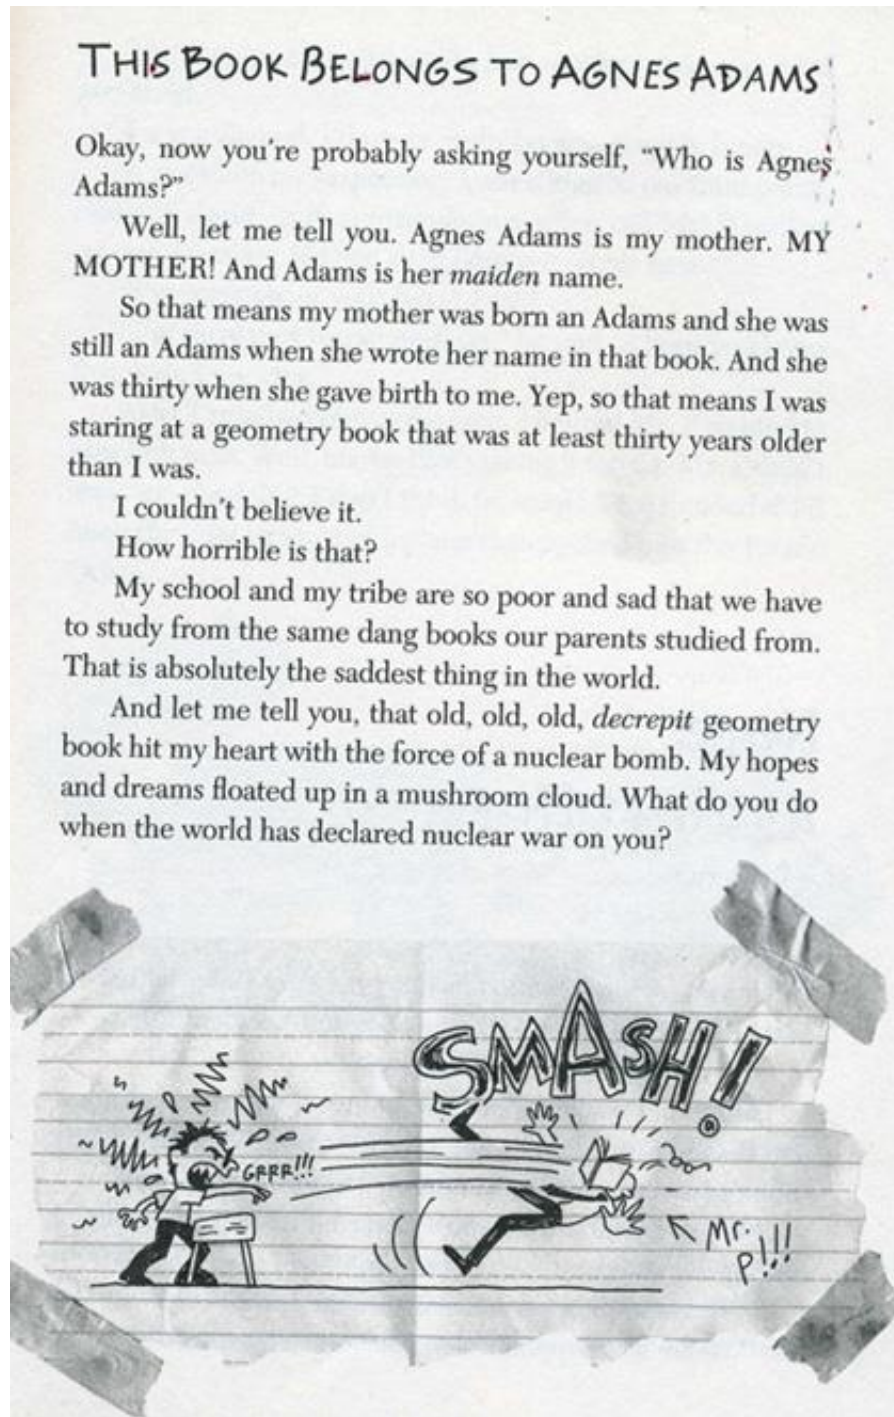 THIS BOOK BELONGS TO AGNES ADAMS
Okay, now you're probably asking yourself, “Who is Agnes
Adams?”
Well, let me tell you. Agnes Adams is my mother. MY
MOTHER! And Adams is her maiden name.
So that means my mother was born an Adams and she was
still an Adams when she wrote her name in that book. And she
was thirty when she gave birth to me. Yep, so that means I was
staring at a geometry book that was at least thirty years older
than I was.
I couldn't believe it.
How horrible is that?
My school and my tribe are so poor and sad that we have
to study from the same dang books our parents studied from.
That is absolutely the saddest thing in the world.
And let me tell you, that old, old, old, decrepit geometry
book hit my heart with the force of a nuclear bomb. My hopes
and dreams floated up in a mushroom cloud. What do you do
when the world has declared nuclear war on you?
SMASH!
GRRR!!!
Mr.
P!!!